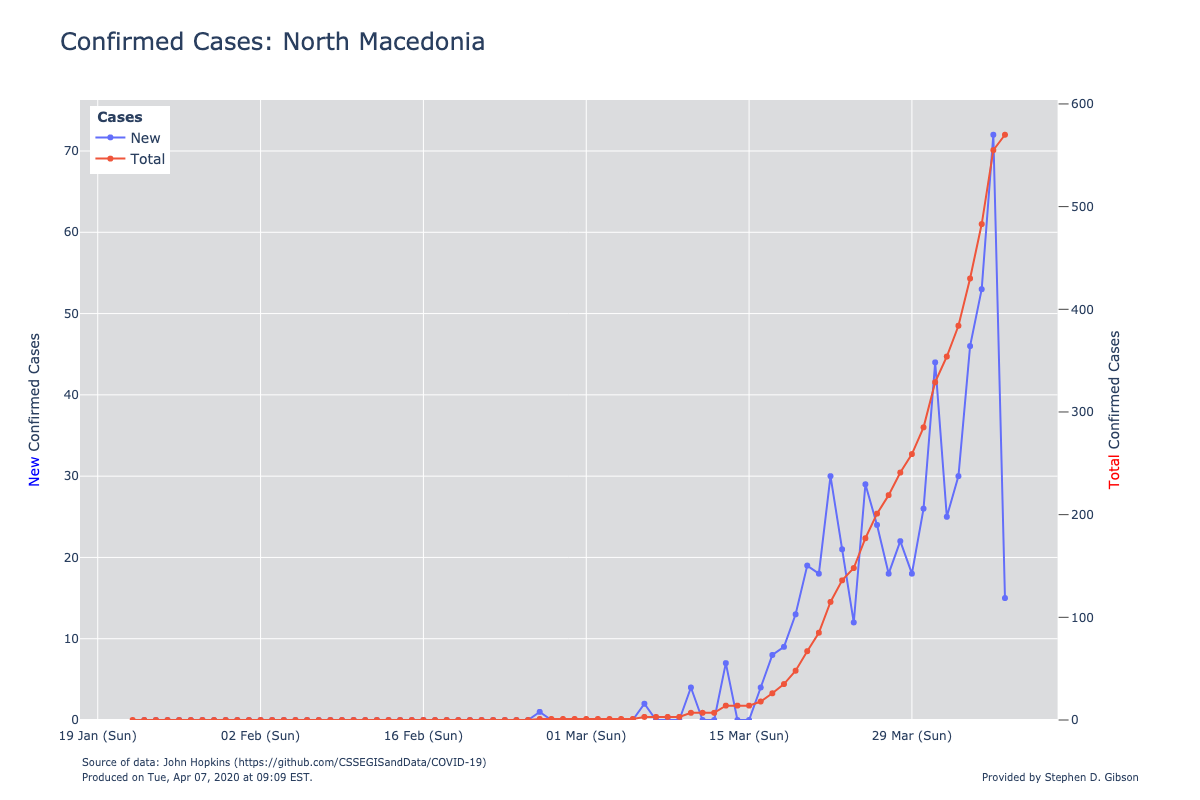 Confirmed Cases: North Macedonia
Cases
New
Total
70
60
50
40
30
20
10
0
600
500
400
300
200
100
0
New Confirmed Cases
Total Confirmed Cases
19 Jan (Sun) 02 Feb (Sun) 16 Feb (Sun) 01 Mar (Sun) 15 Mar (Sun) 29 Mar (Sun)
Source of data: John Hopkins (https://github.com/CSSEGISandData/COVID-19)
Produced on Tue, Apr 07, 2020 at 09:09 EST.
Provided by Stephen D. Gibson